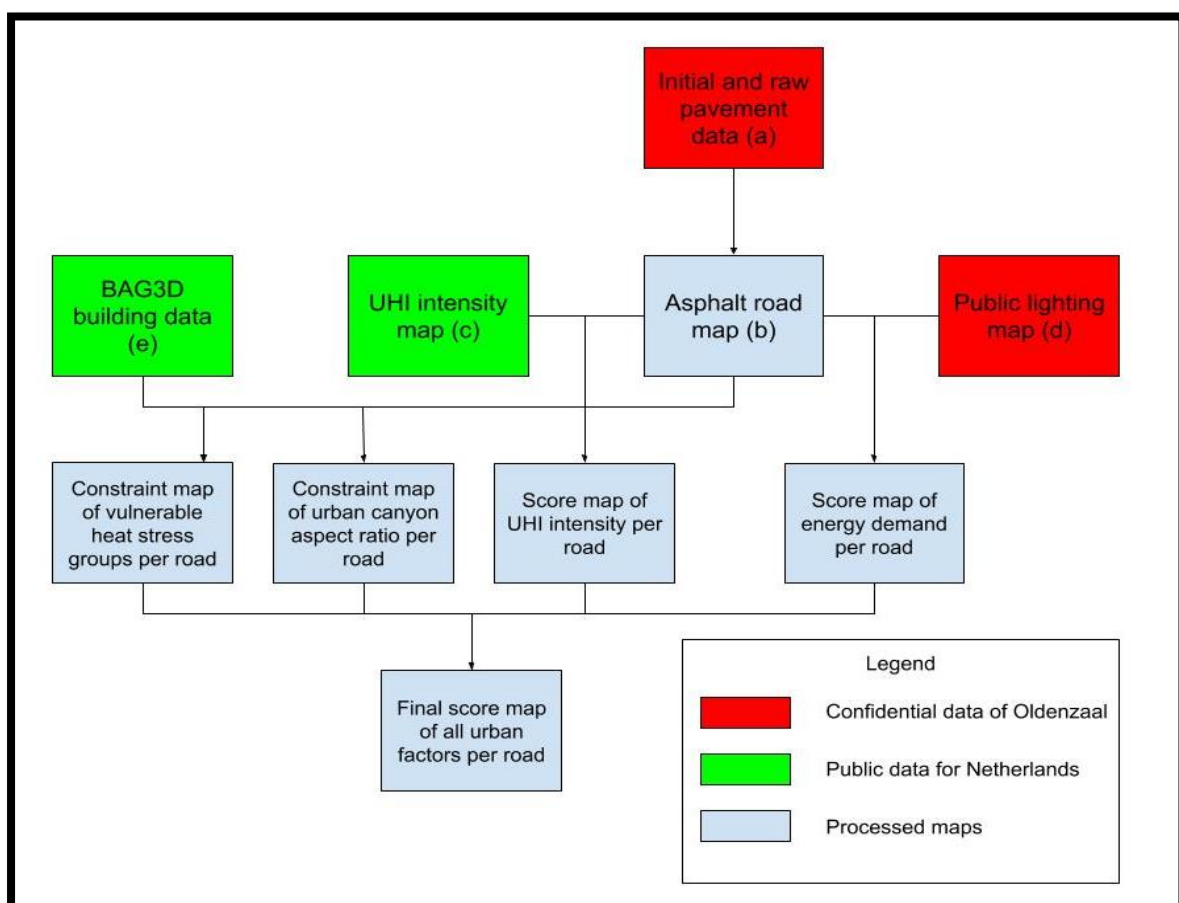 Initial and raw
pavement
data (a)
BAG3D
building data
(e)
UHI intensity
map (c)
Asphalt road
map (b)
Public lighting
map (d)
Constraint map
of vulnerable
heat stress
groups per road
Constraint map
of urban canyon
aspect ratio per
road
Score map of
UHI intensity per
road
Score map of
energy demand
per road
Final score map
of all urban
factors per road
Legend
Confidential data of Oldenzaal
Public data for Netherlands
Processed maps